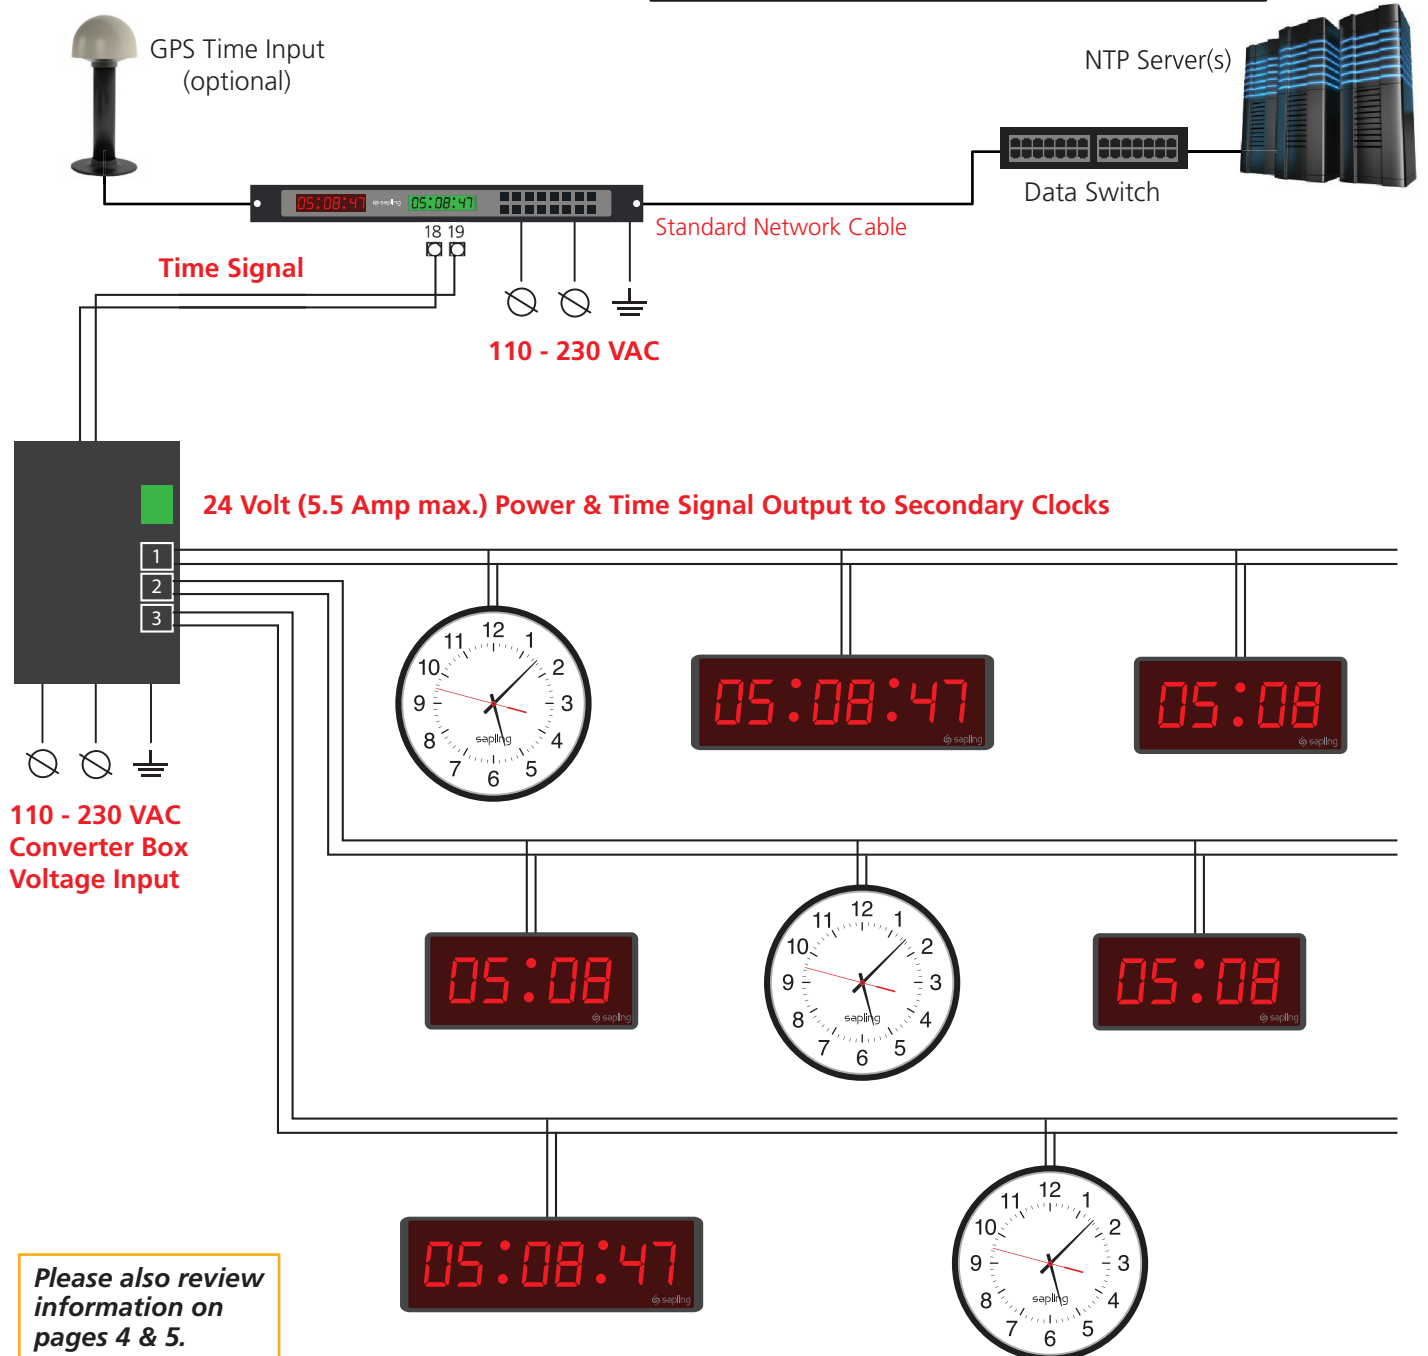 GPS Time Input
(optional)
NTP Server(s)
Data Switch
05:08:47 sapling 05:08:47
Standard Network Cable
18 19
Time Signal
110 - 230 VAC
24 Volt (5.5 Amp max.) Power & Time Signal Output to Secondary Clocks
1
2
3
12 1 2 3 4 5 6 7 8 9 10 11
sapling
05:08:47
sapling
05:08
sapling
110 - 230 VAC
Converter Box
Voltage Input
05:08
sapling
12 1 2 3 4 5 6 7 8 9 10 11
sapling
05:08
sapling
05:08:47
sapling
12 1 2 3 4 5 6 7 8 9 10 11
sapling
Please also review
information on
pages 4 & 5.